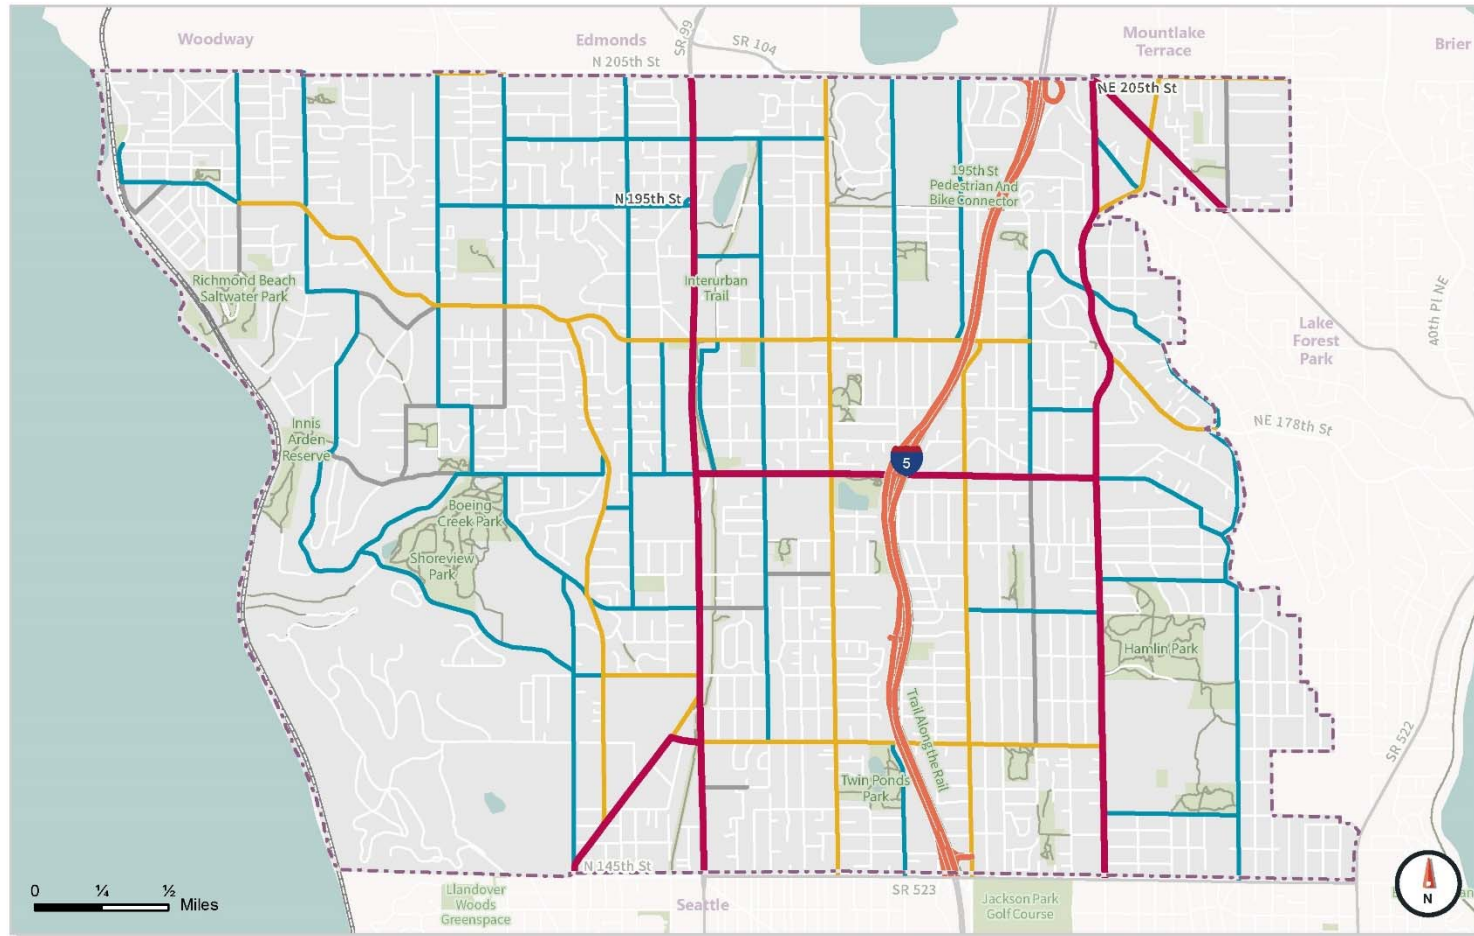 Woodway
Edmonds
SR 99
SR 104
N 205th St
Mountlake
Terrace
Brier
NE 205th St
195th St
Pedestrian And
Bike Connector
N 195th St
Richmond Beach
Saltwater Park
Interurban
Trail
40th Pl NE
Lake
Forest
Park
Innis
Arden
Reserve
NE 178th St
5
Boeing
Creek Park
Shoreview
Park
Hamlin Park
Trail Along the Rail
Twin Ponds
Park
SR 522
N 145th St
SR 523
0 ¼ ½
Miles
Llandover
Woods
Greenspace
Seattle
Jackson Park
Golf Course
N